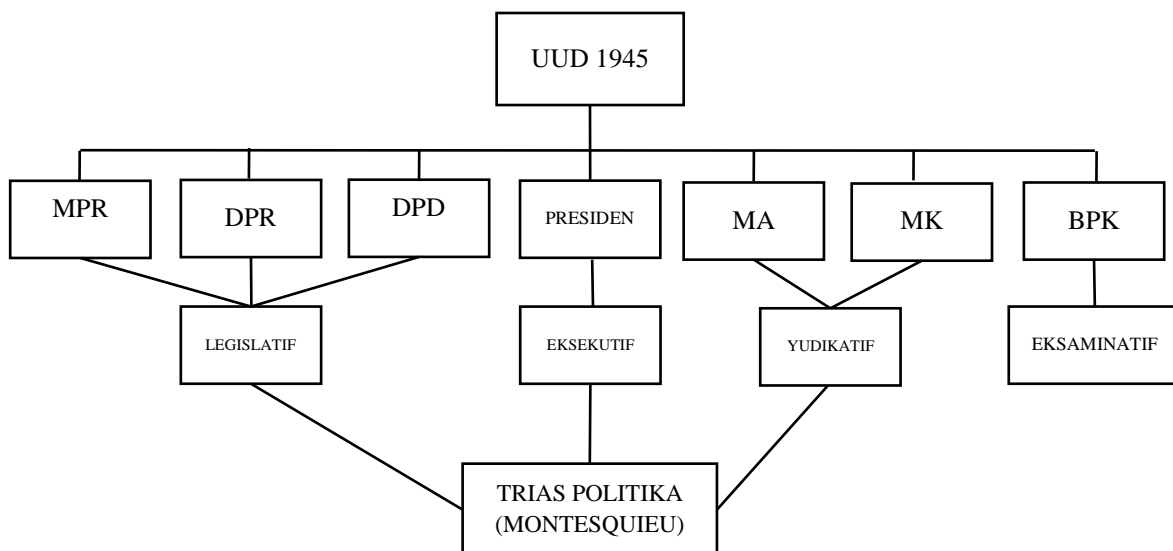 UUD 1945
MPR
DPR
DPD
PRESIDEN
MA
MK
BPK
LEGISLATIF
EKSEKUTIF
YUDIKATIF
EKSAMINATIF
TRIAS POLITIKA
(MONTESQUIEU)